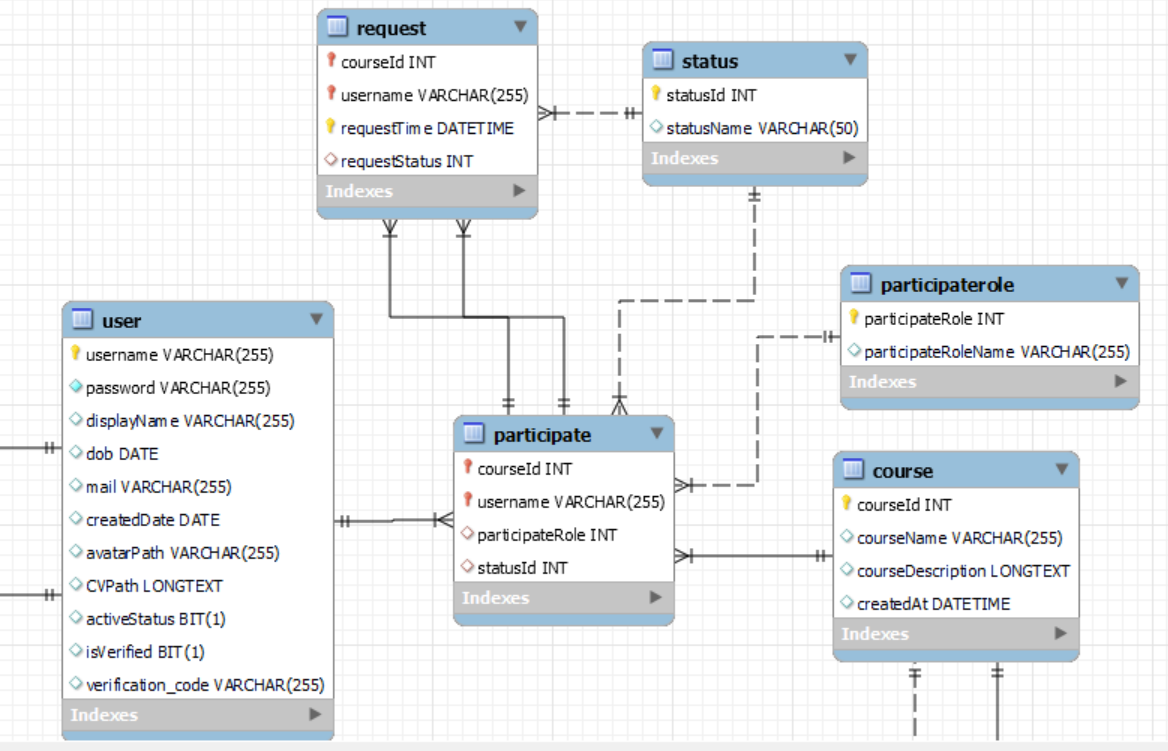 request
courseId INT
username VARCHAR(255)
requestTime DATETIME
requestStatus INT
Indexes
status
statusId INT
statusName VARCHAR(50)
Indexes
participaterole
participateRole INT
participateRoleName VARCHAR(255)
Indexes
user
username VARCHAR(255)
password VARCHAR(255)
displayName VARCHAR(255)
dob DATE
mail VARCHAR(255)
createdDate DATE
avatarPath VARCHAR(255)
CVPath LONGTEXT
activeStatus BIT(1)
isVerified BIT(1)
verification_code VARCHAR(255)
Indexes
participate
courseId INT
username VARCHAR(255)
participateRole INT
statusId INT
Indexes
course
courseId INT
courseName VARCHAR(255)
courseDescription LONGTEXT
createdAt DATETIME
Indexes